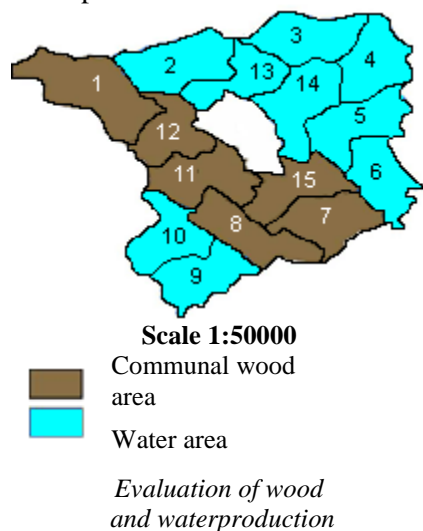 3
4
2
13
1
14
5
12
11
15
6
8
7
10
9
Scale 1:50000
Communal wood
area
Water area
Evaluation of wood
and waterproduction